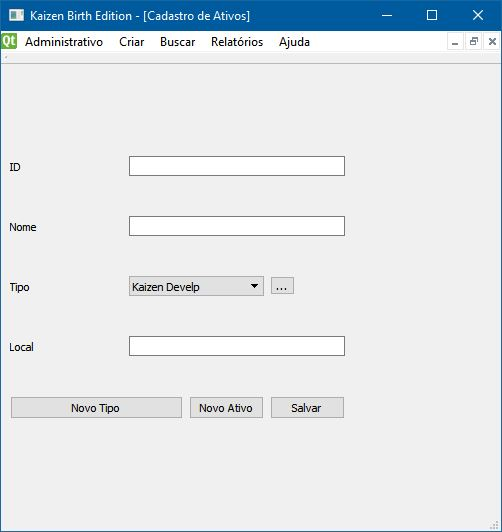 Kaizen Birth Edition - [Cadastro de Ativos]
Qt Administrativo Criar Buscar Relatórios Ajuda
ID
Nome
Tipo Kaizen Develp ...
Local
Novo Tipo Novo Ativo Salvar